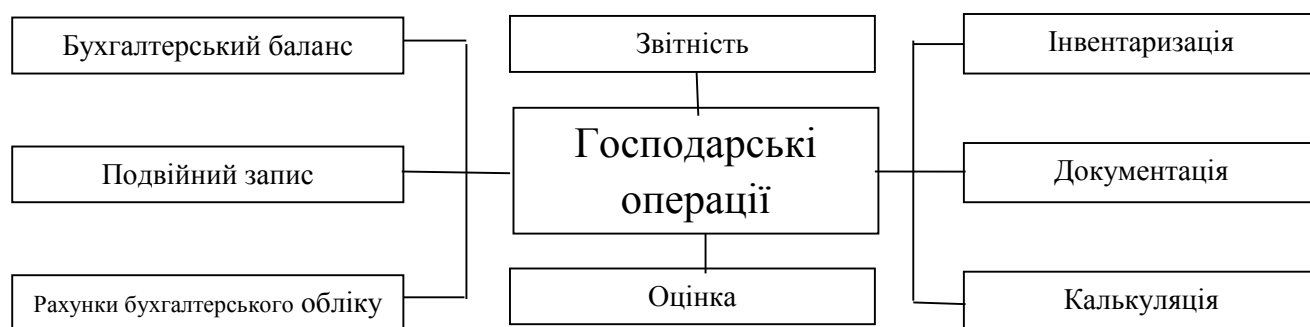 Бухгалтерський баланс
Звітність
Інвентаризація
Подвійний запис
Господарські
операції
Документація
Рахунки бухгалтерського обліку
Оцінка
Калькуляція